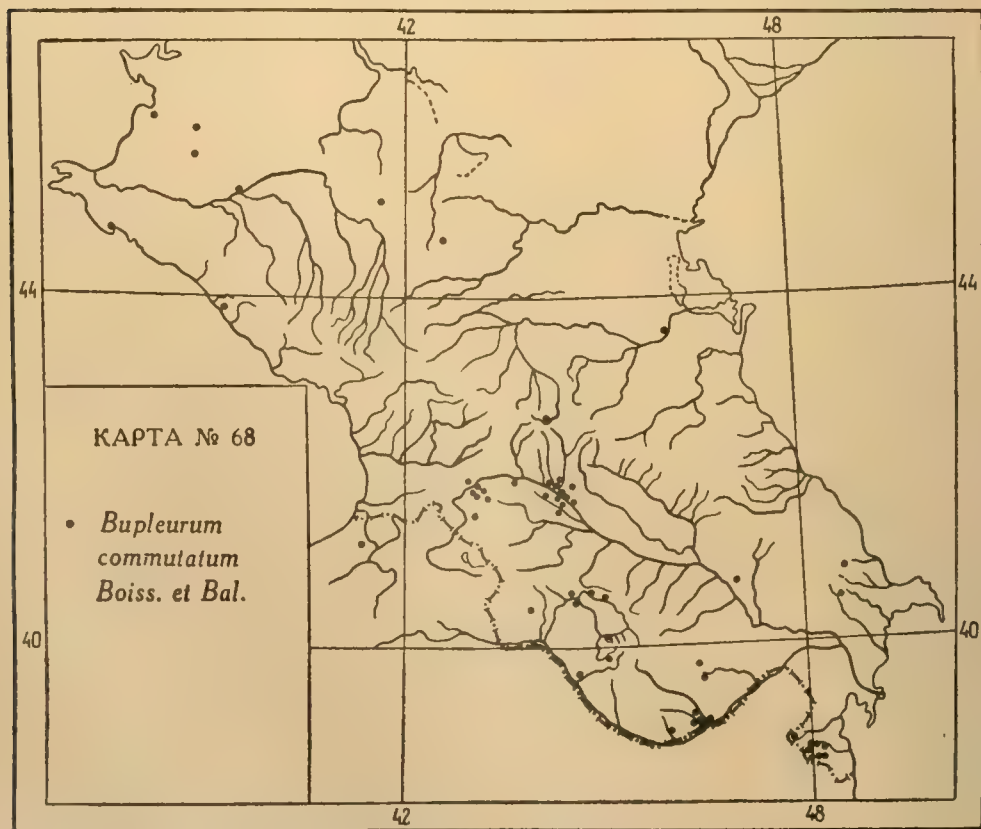 42 48
44 44
КАРТА № 68
• Bupleurum
commutatum
Boiss. et Bal.
40 40
42 48